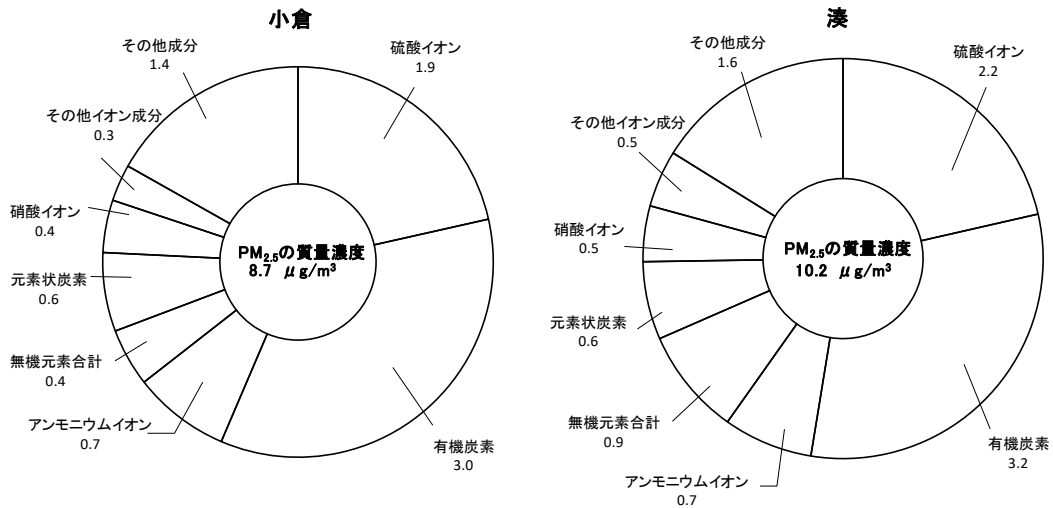 小倉
その他成分
1.4
硫酸イオン
1.9
その他イオン成分
0.3
硝酸イオン
0.4
元素状炭素
0.6
無機元素合計
0.4
アンモニウムイオン
0.7
有機炭素
3.0
PM2.5の質量濃度
8.7 μg/m³
湊
その他成分
1.6
硫酸イオン
2.2
その他イオン成分
0.5
硝酸イオン
0.5
元素状炭素
0.6
無機元素合計
0.9
アンモニウムイオン
0.7
有機炭素
3.2
PM2.5の質量濃度
10.2 μg/m³